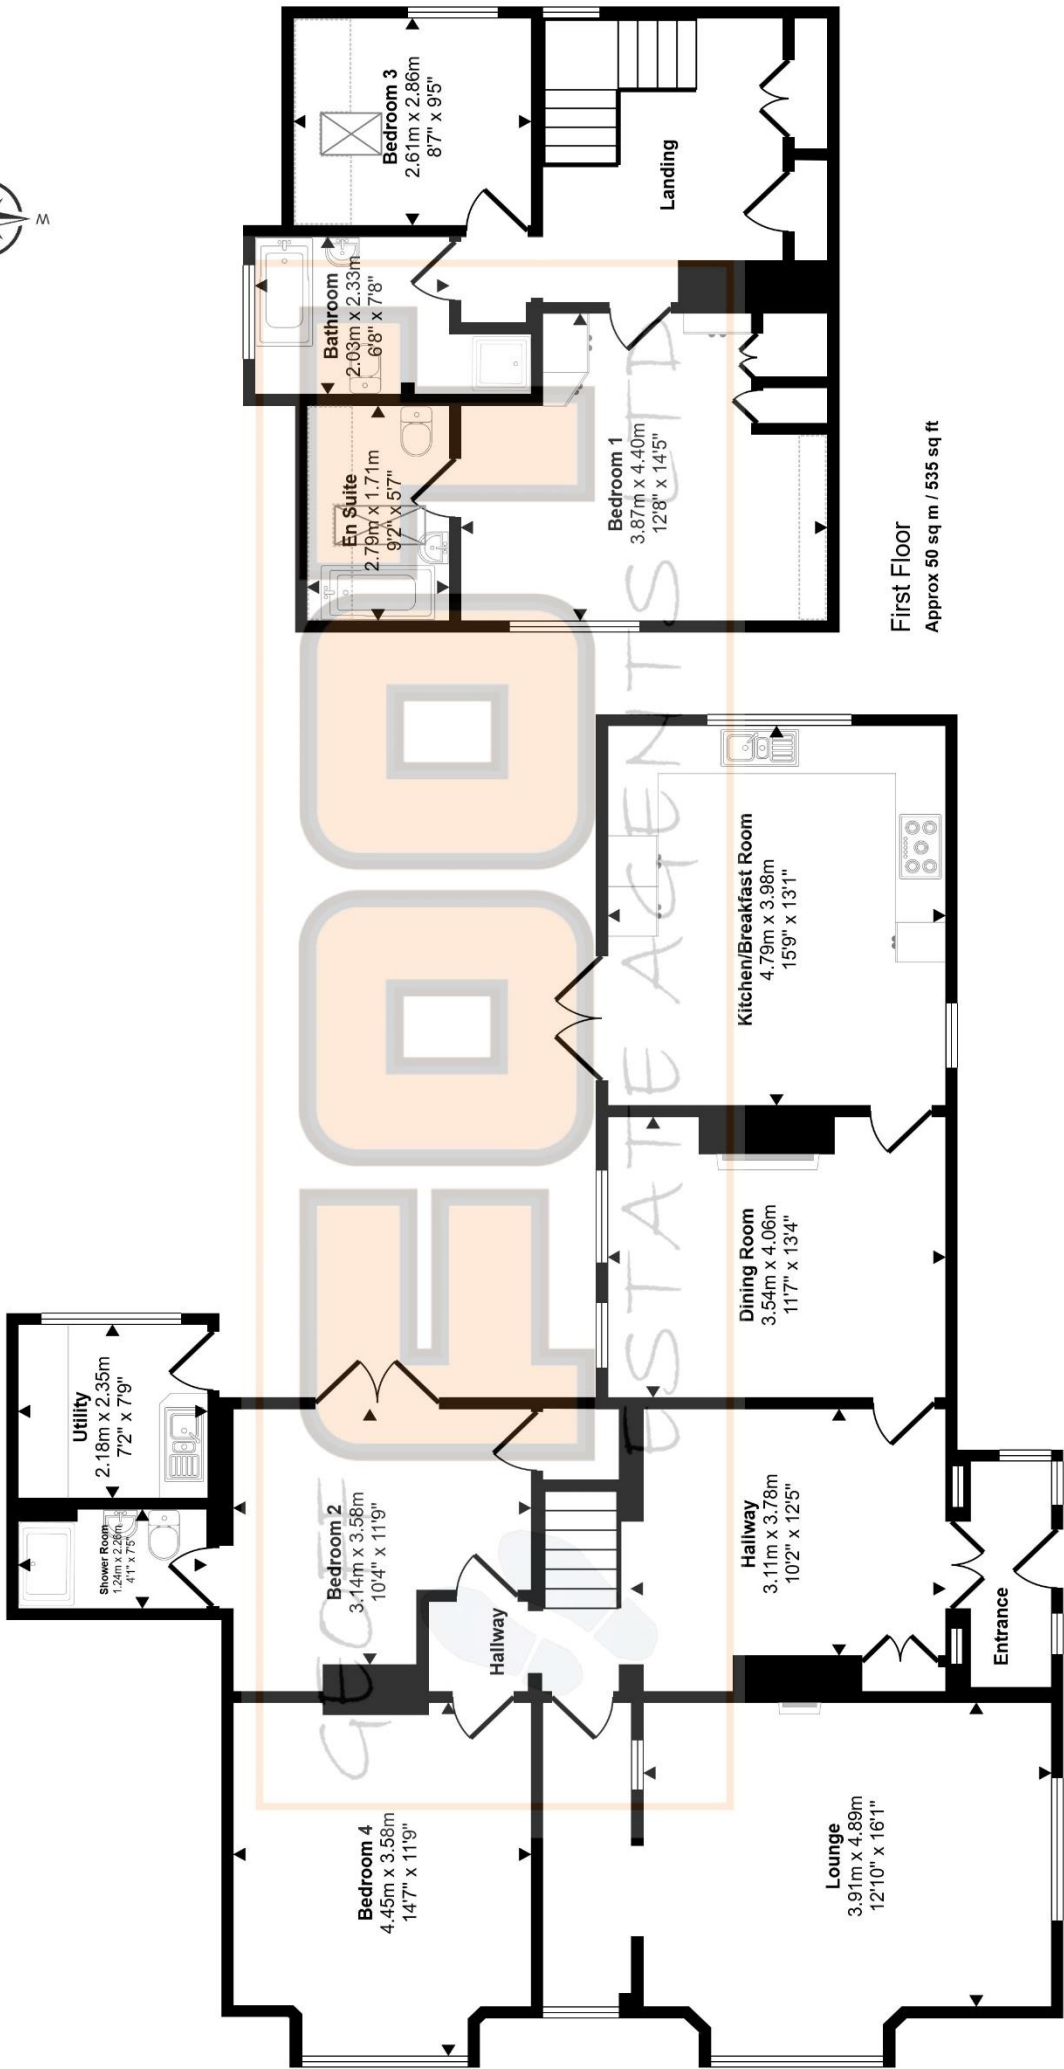 W
Bedroom 3
2.61m x 2.86m
8'7" x 9'5"
Landing
Bathroom
2.03m x 2.33m
6'8" x 7'8"
En Suite
2.79m x 1.71m
9'2" x 5'7"
Bedroom 1
3.87m x 4.40m
12'8" x 14'5"
First Floor
Approx 50 sq m / 535 sq ft
Kitchen/Breakfast Room
4.79m x 3.98m
15'9" x 13'1"
Dining Room
3.54m x 4.06m
11'7" x 13'4"
Utility
2.18m x 2.35m
7'2" x 7'9"
Shower Room
1.24m x 2.26m
4'1" x 7'5"
Bedroom 2
3.14m x 3.58m
10'4" x 11'9"
Hallway
Hallway
3.11m x 3.78m
10'2" x 12'5"
Entrance
Bedroom 4
4.45m x 3.58m
14'7" x 11'9"
Lounge
3.91m x 4.89m
12'10" x 16'1"
GEOFF
FOOT
ESTATE AGENTS LTD